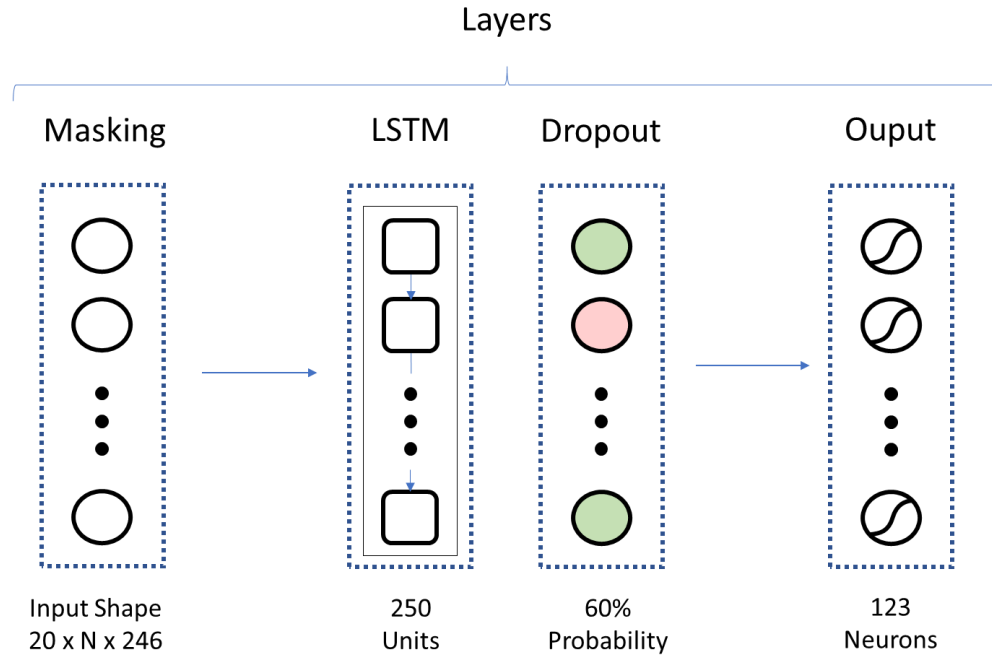 Layers
Masking
LSTM
Dropout
Ouput
Input Shape
20 x N x 246
250
Units
60%
Probability
123
Neurons